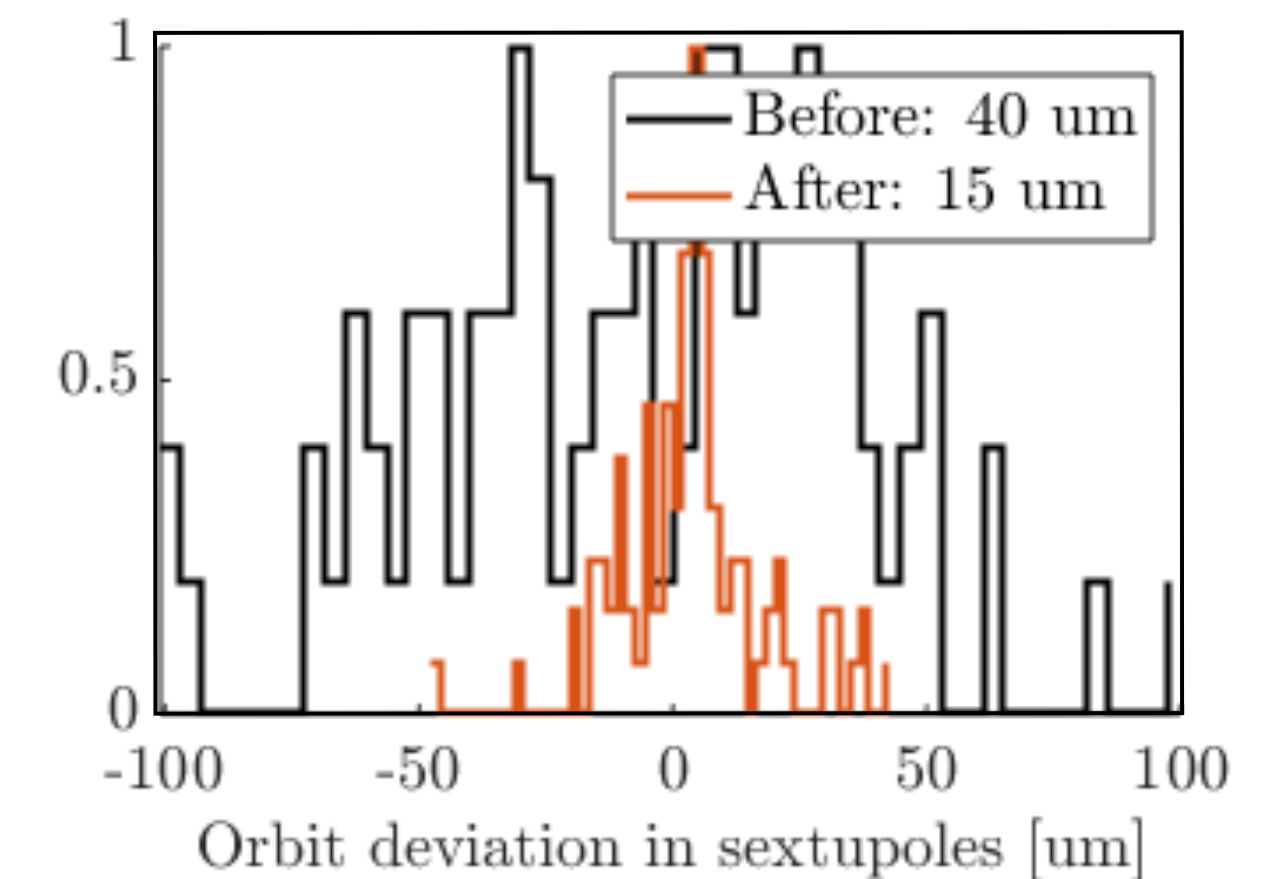 1
Before: 40 um
After: 15 um
0.5
0
-100 -50 0 50 100
Orbit deviation in sextupoles [um]